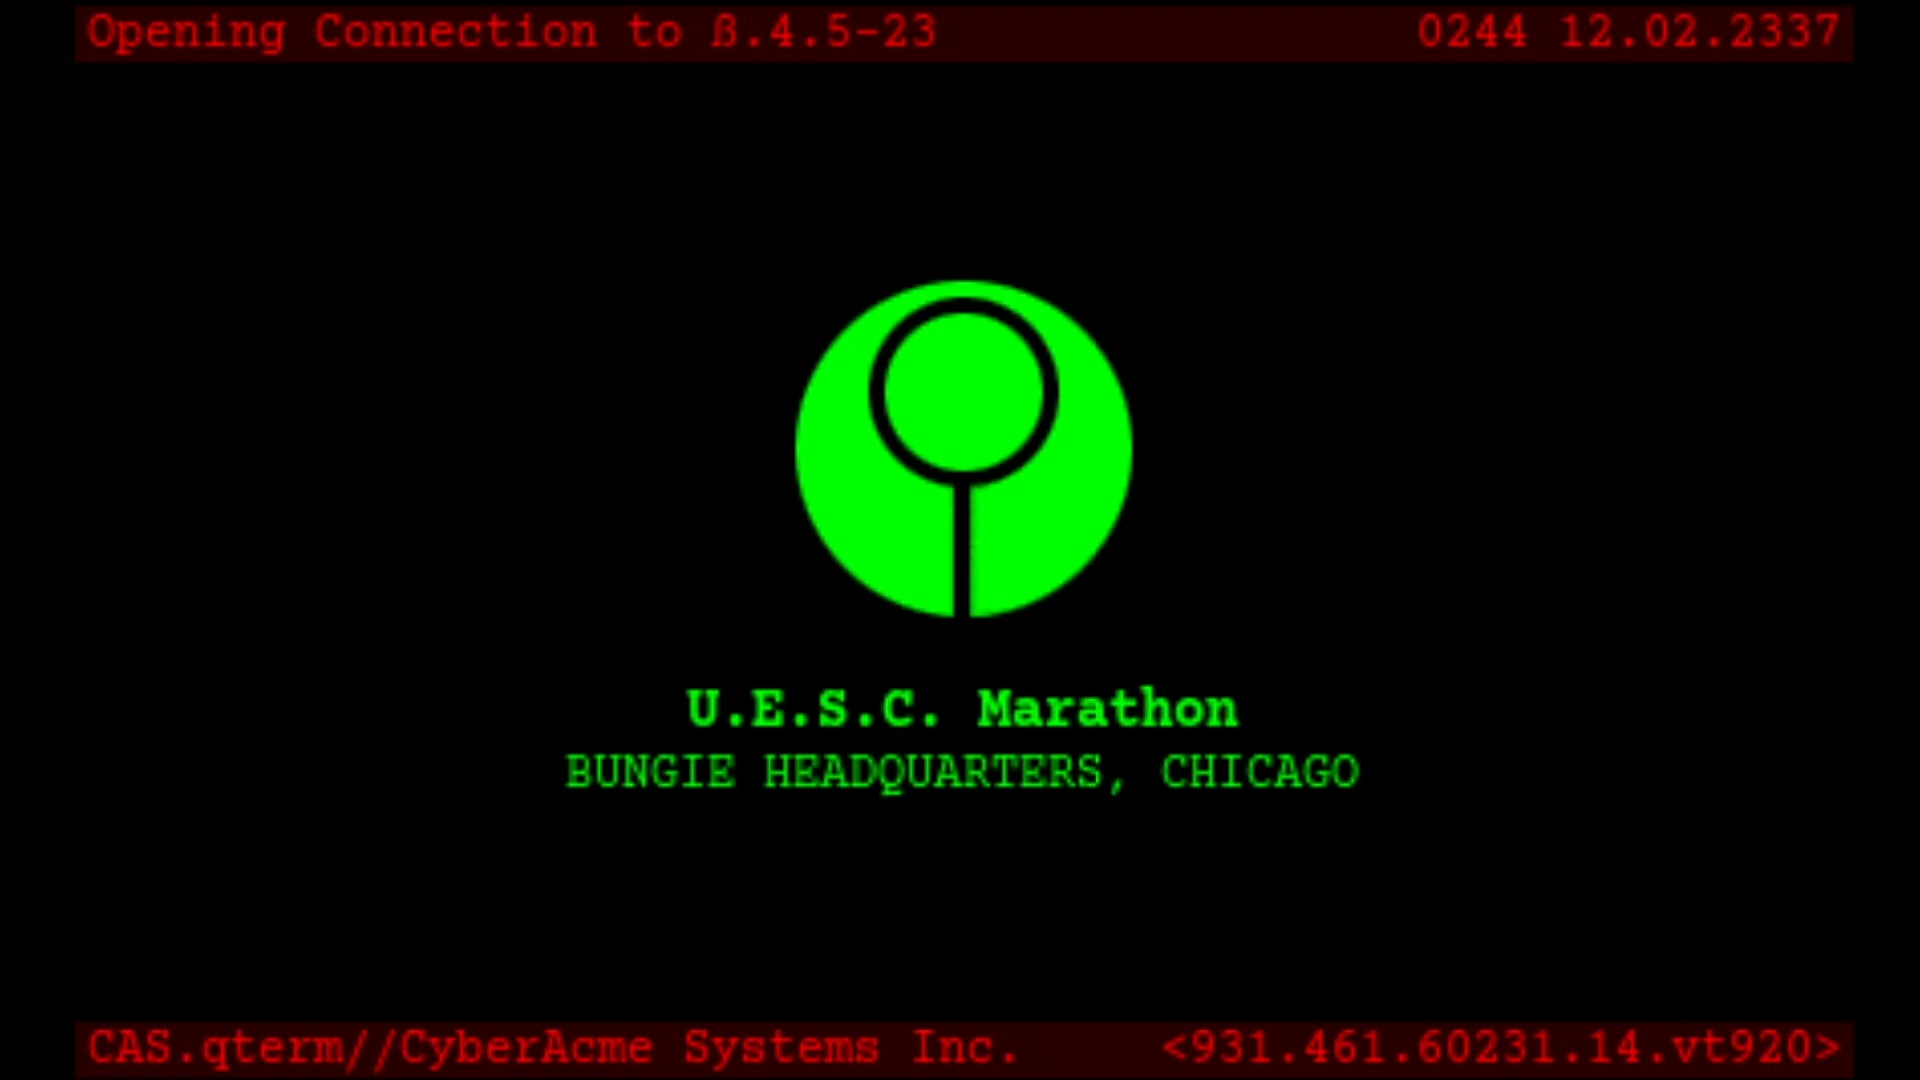 Opening Connection to ß.4.5-23 0244 12.02.2337
U.E.S.C. Marathon
BUNGIE HEADQUARTERS, CHICAGO
CAS.qterm//CyberAcme Systems Inc. <931.461.60231.14.vt920>